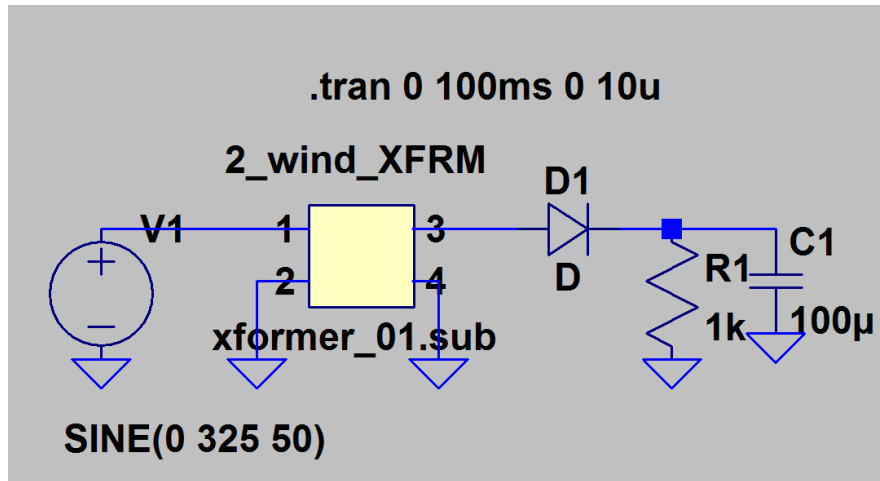 .tran 0 100ms 0 10u
2_wind_XFRM
D1
V1
1
3
C1
R1
2
4
D
1k
100µ
xformer_01.sub
SINE(0 325 50)